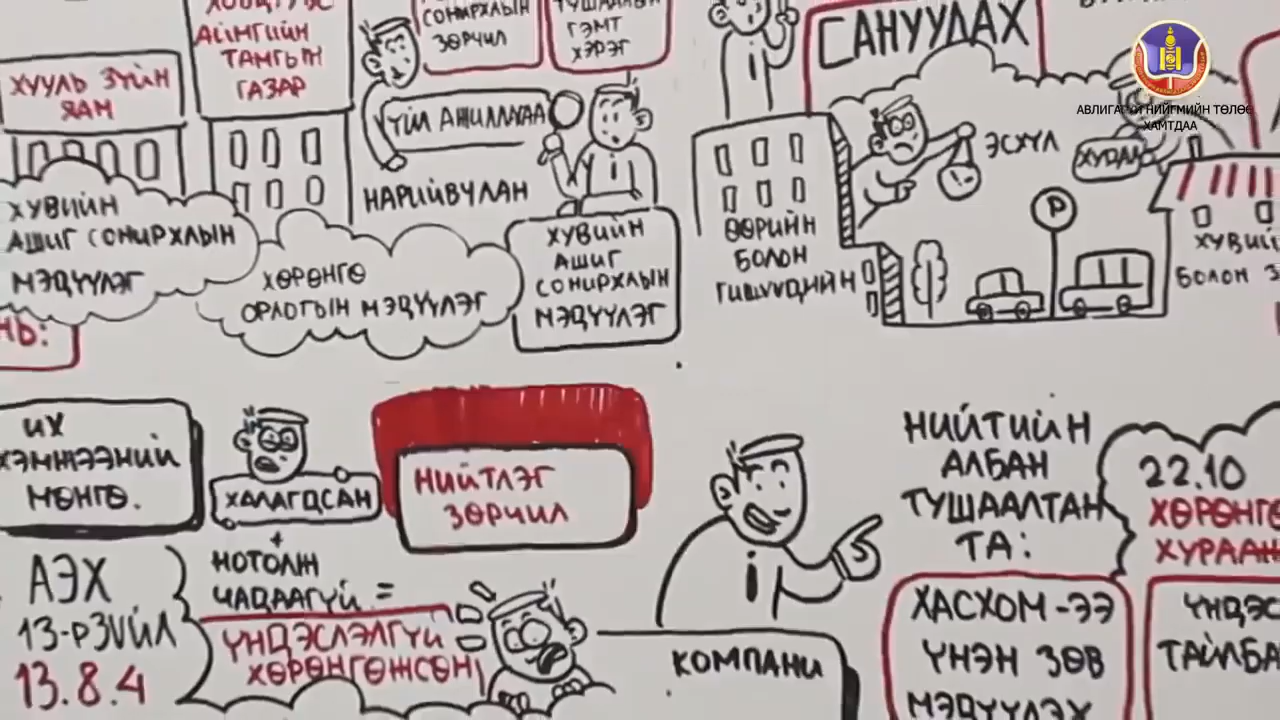 АЙМГИЙН
ТАМГЫН
ГАЗАР
ХУУЛЬ ЗҮЙН
ЯАМ
СОНИРХЛЫН
ЗӨРЧИЛ
ГЭМТ
ХЭРЭГ
САНУУЛАХ
АВЛИГАГҮЙ НИЙГМИЙН ТӨЛӨӨ
ХАМТДАА
ҮЙЛ АЖИЛЛАГАА
НАРИЙВЧЛАН
ХУВИЙН
АШИГ СОНИРХЛЫН
МЭДҮҮЛЭГ
ХӨРӨНГӨ
ОРЛОГЫН МЭДҮҮЛЭГ
ХУВИЙН
АШИГ
СОНИРХЛЫН
МЭДҮҮЛЭГ
ӨӨРИЙН
БОЛОН
ГИШҮҮДИЙН
ЭСХҮЛ
P
БОЛОН
ИХ
ХЭМЖЭЭНИЙ
МӨНГӨ.
ХАЛАГДСАН
+
НОТОЛЖ
ЧАДААГҮЙ =
ҮНДЭСЛЭЛГҮЙ
ХӨРӨНГӨЖСӨН
АЭХ
13-Р ЗҮЙЛ
13.8.4
НИЙТЛЭГ
ЗӨРЧИЛ
КОМПАНИ
НИЙТИЙН
АЛБАН
ТУШААЛТАН
ТА:
ХАСХОМ-ЭЭ
ҮНЭН ЗӨВ
МЭДҮҮЛЭХ
22.10